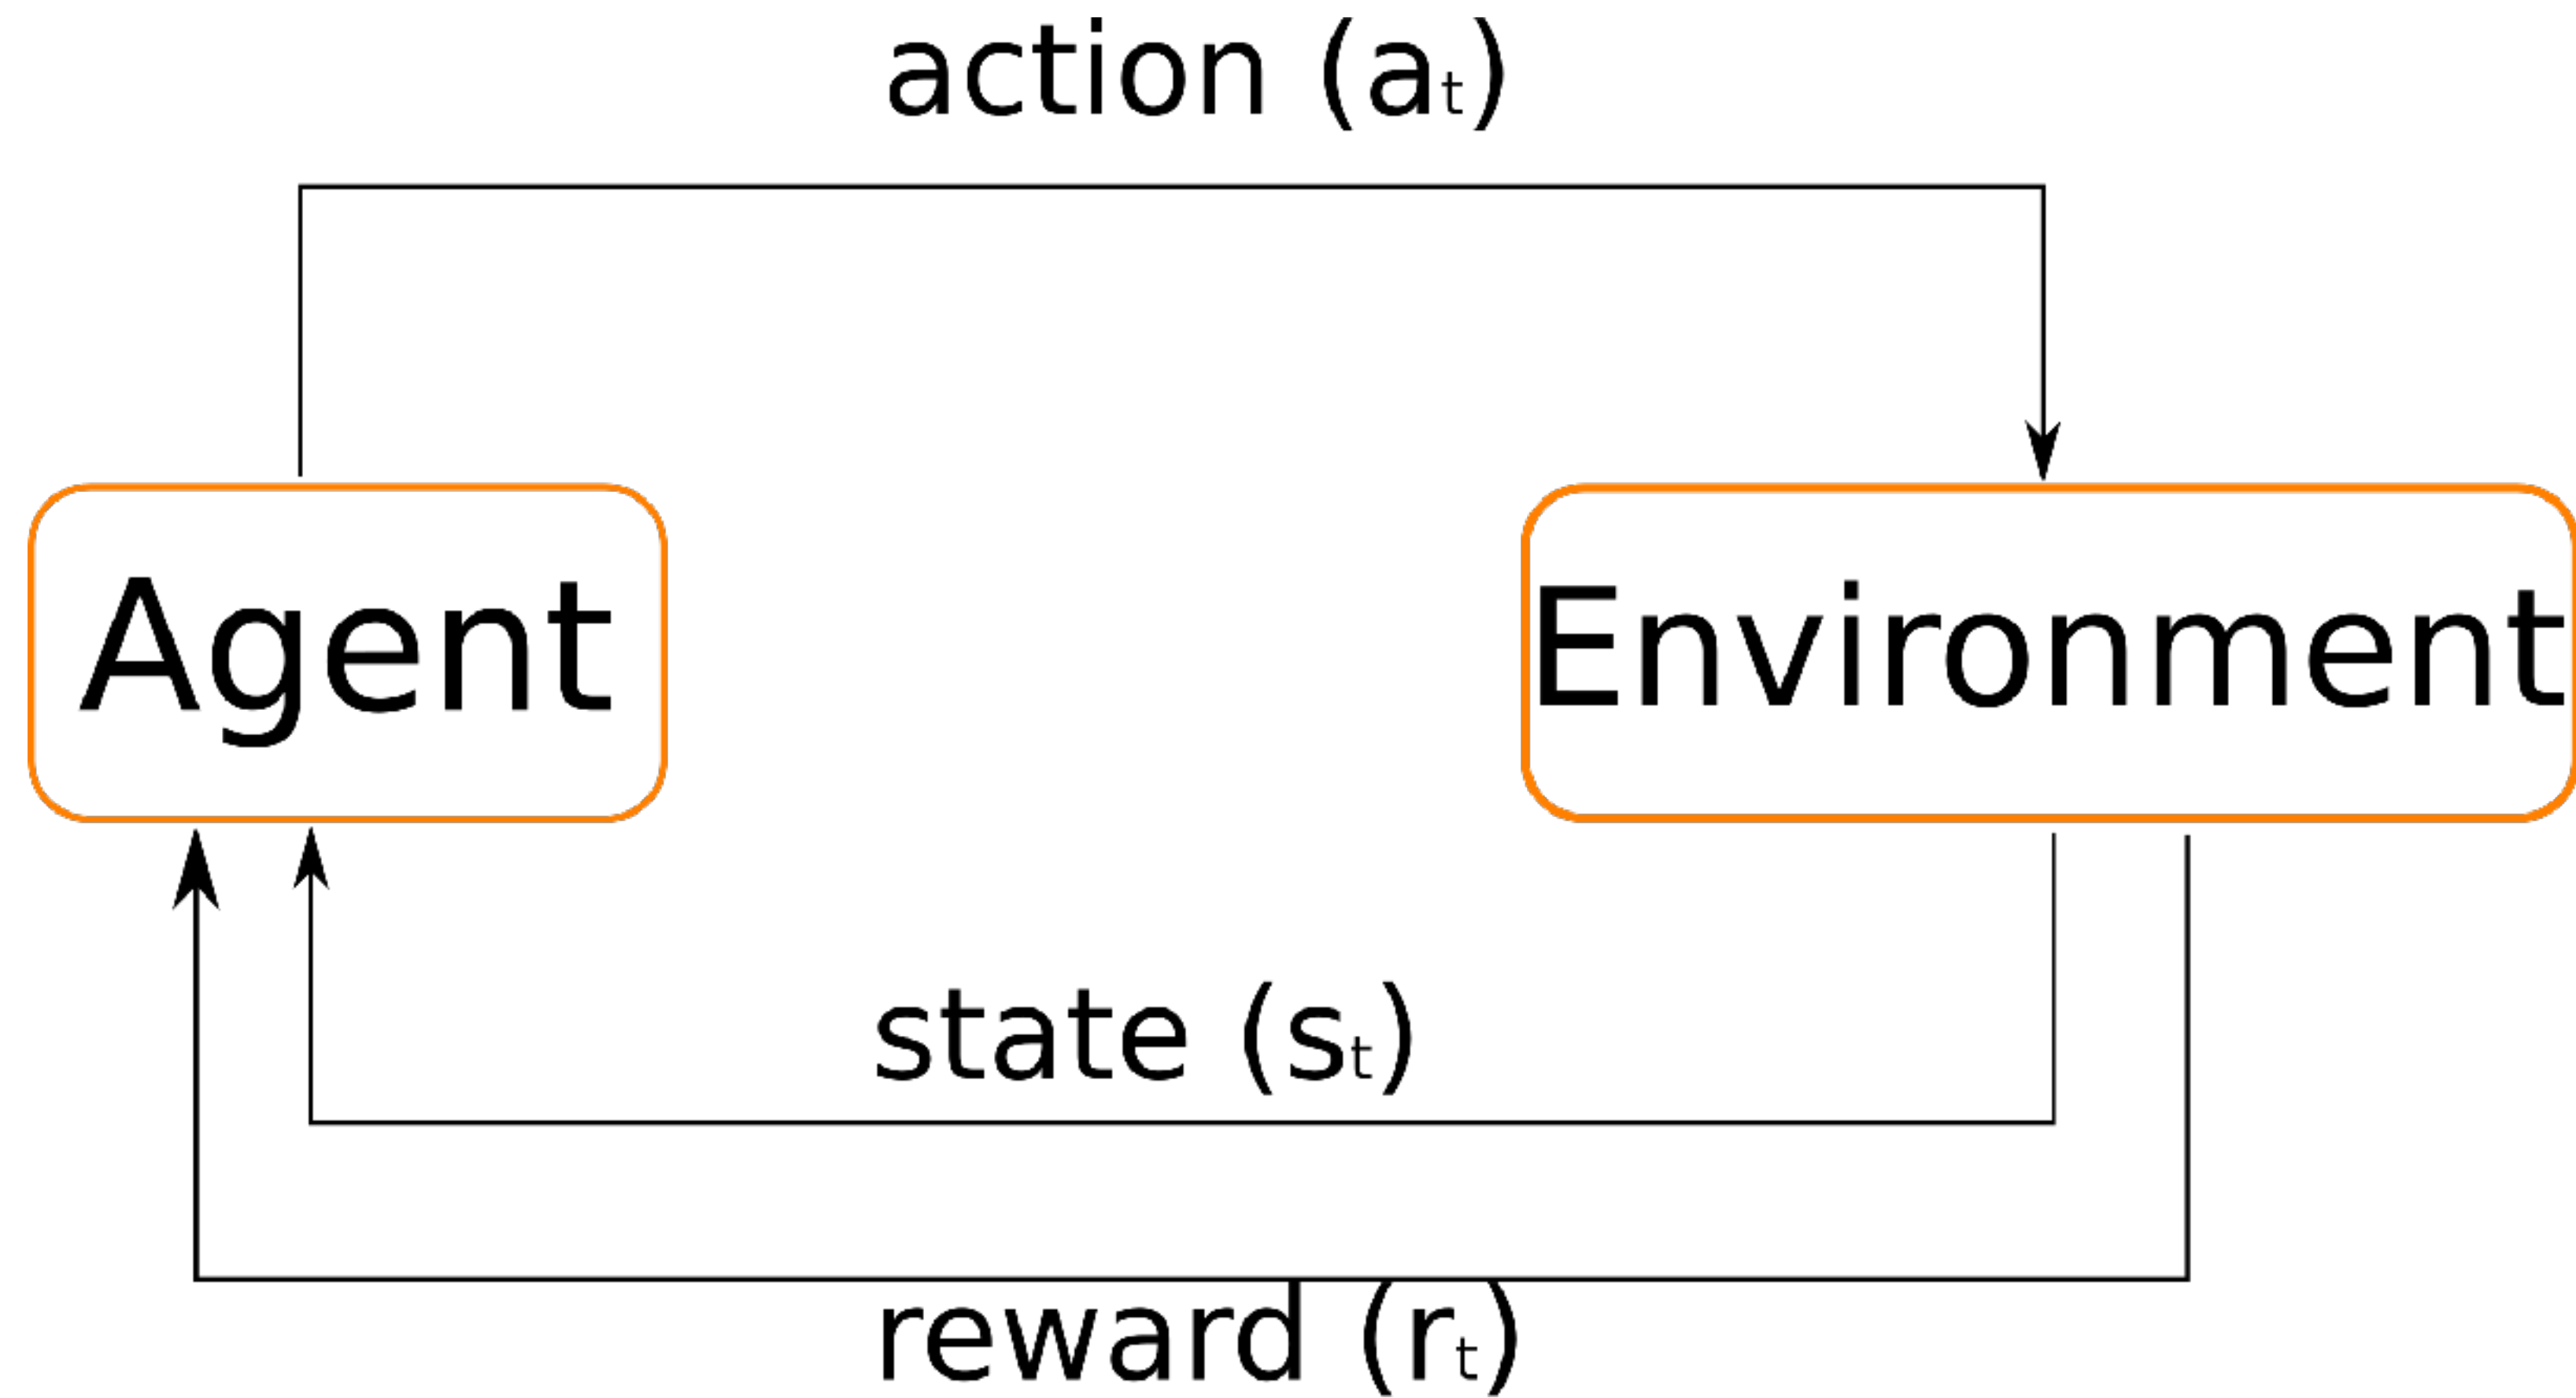 action (aₜ)
Agent
Environment
state (sₜ)
reward (rₜ)